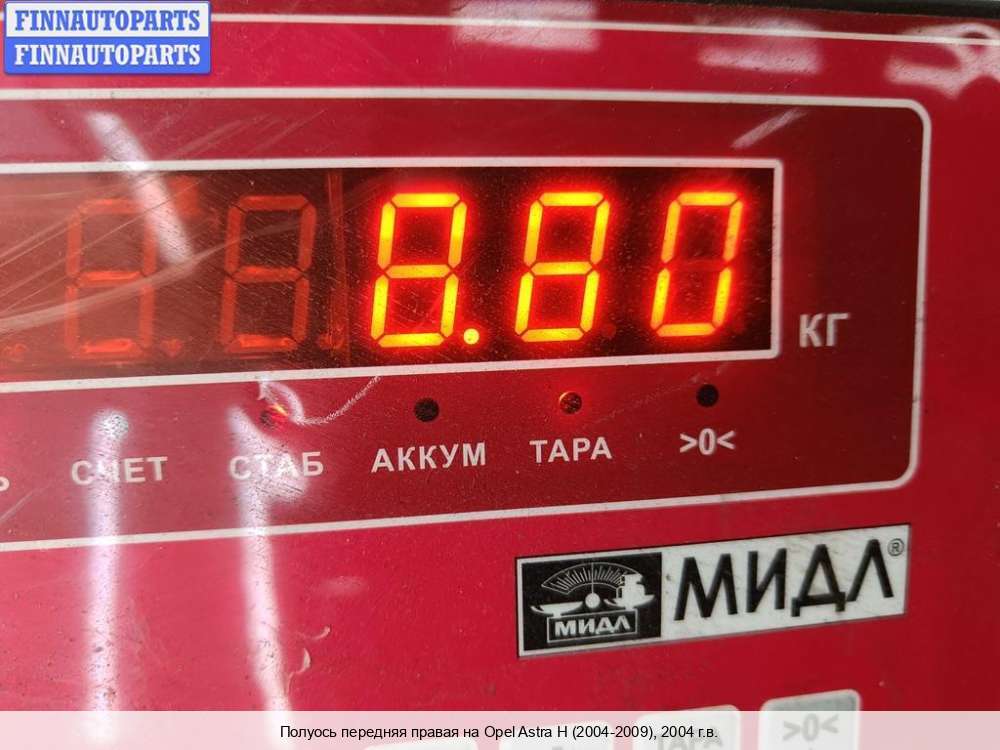 FINNAUTOPARTS
FINNAUTOPARTS
8.80
КГ
СЧЕТ СТАБ АККУМ ТАРА >0<
МИДЛ МИДЛ®
ТАРА >0<
Полуось передняя правая на Opel Astra H (2004-2009), 2004 г.в.